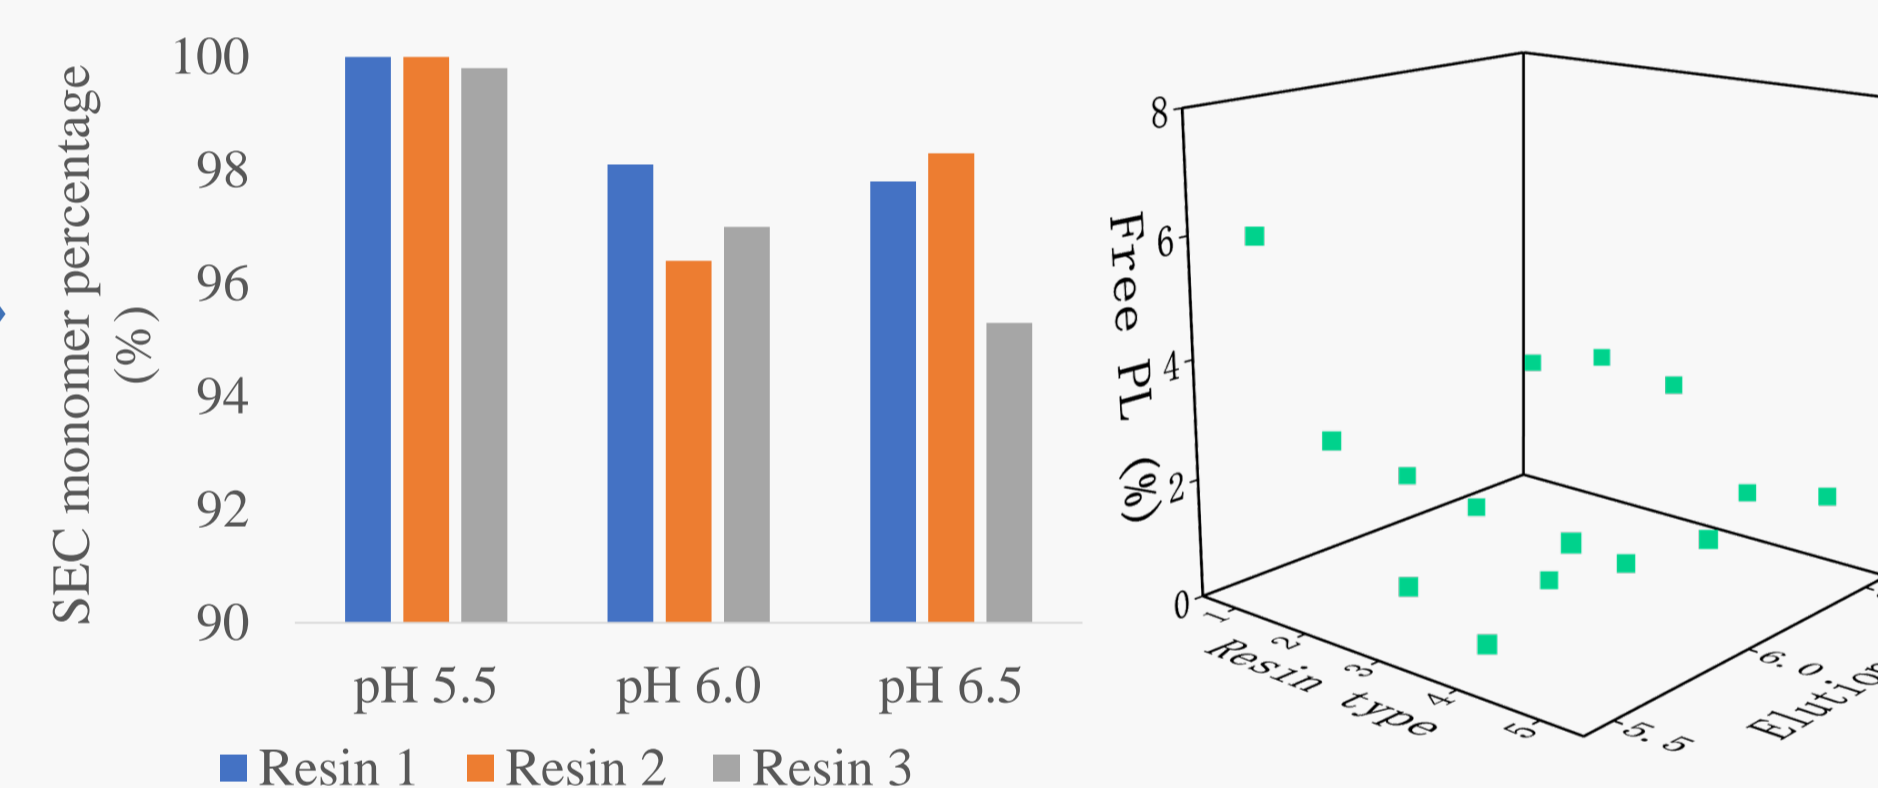 SEC monomer percentage
(%)
100
98
96
94
92
90
pH 5.5
pH 6.0
pH 6.5
Resin 1
Resin 2
Resin 3
Free PL (%)
8
6
4
2
0
1
2
3
4
5
Resin type
5.5
6.0